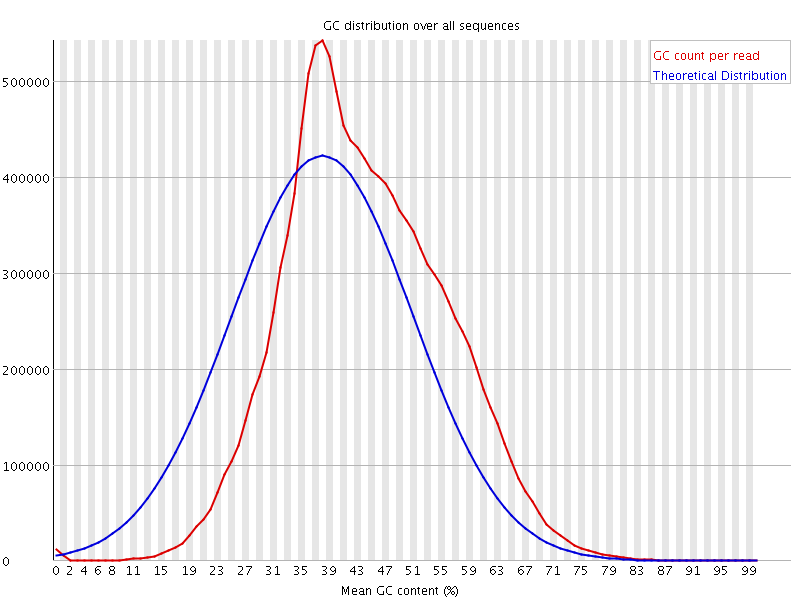 GC distribution over all sequences
GC count per read
Theoretical Distribution
500000
400000
300000
200000
100000
0
0 2 4 6 8 11 15 19 23 27 31 35 39 43 47 51 55 59 63 67 71 75 79 83 87 91 95 99
Mean GC content (%)